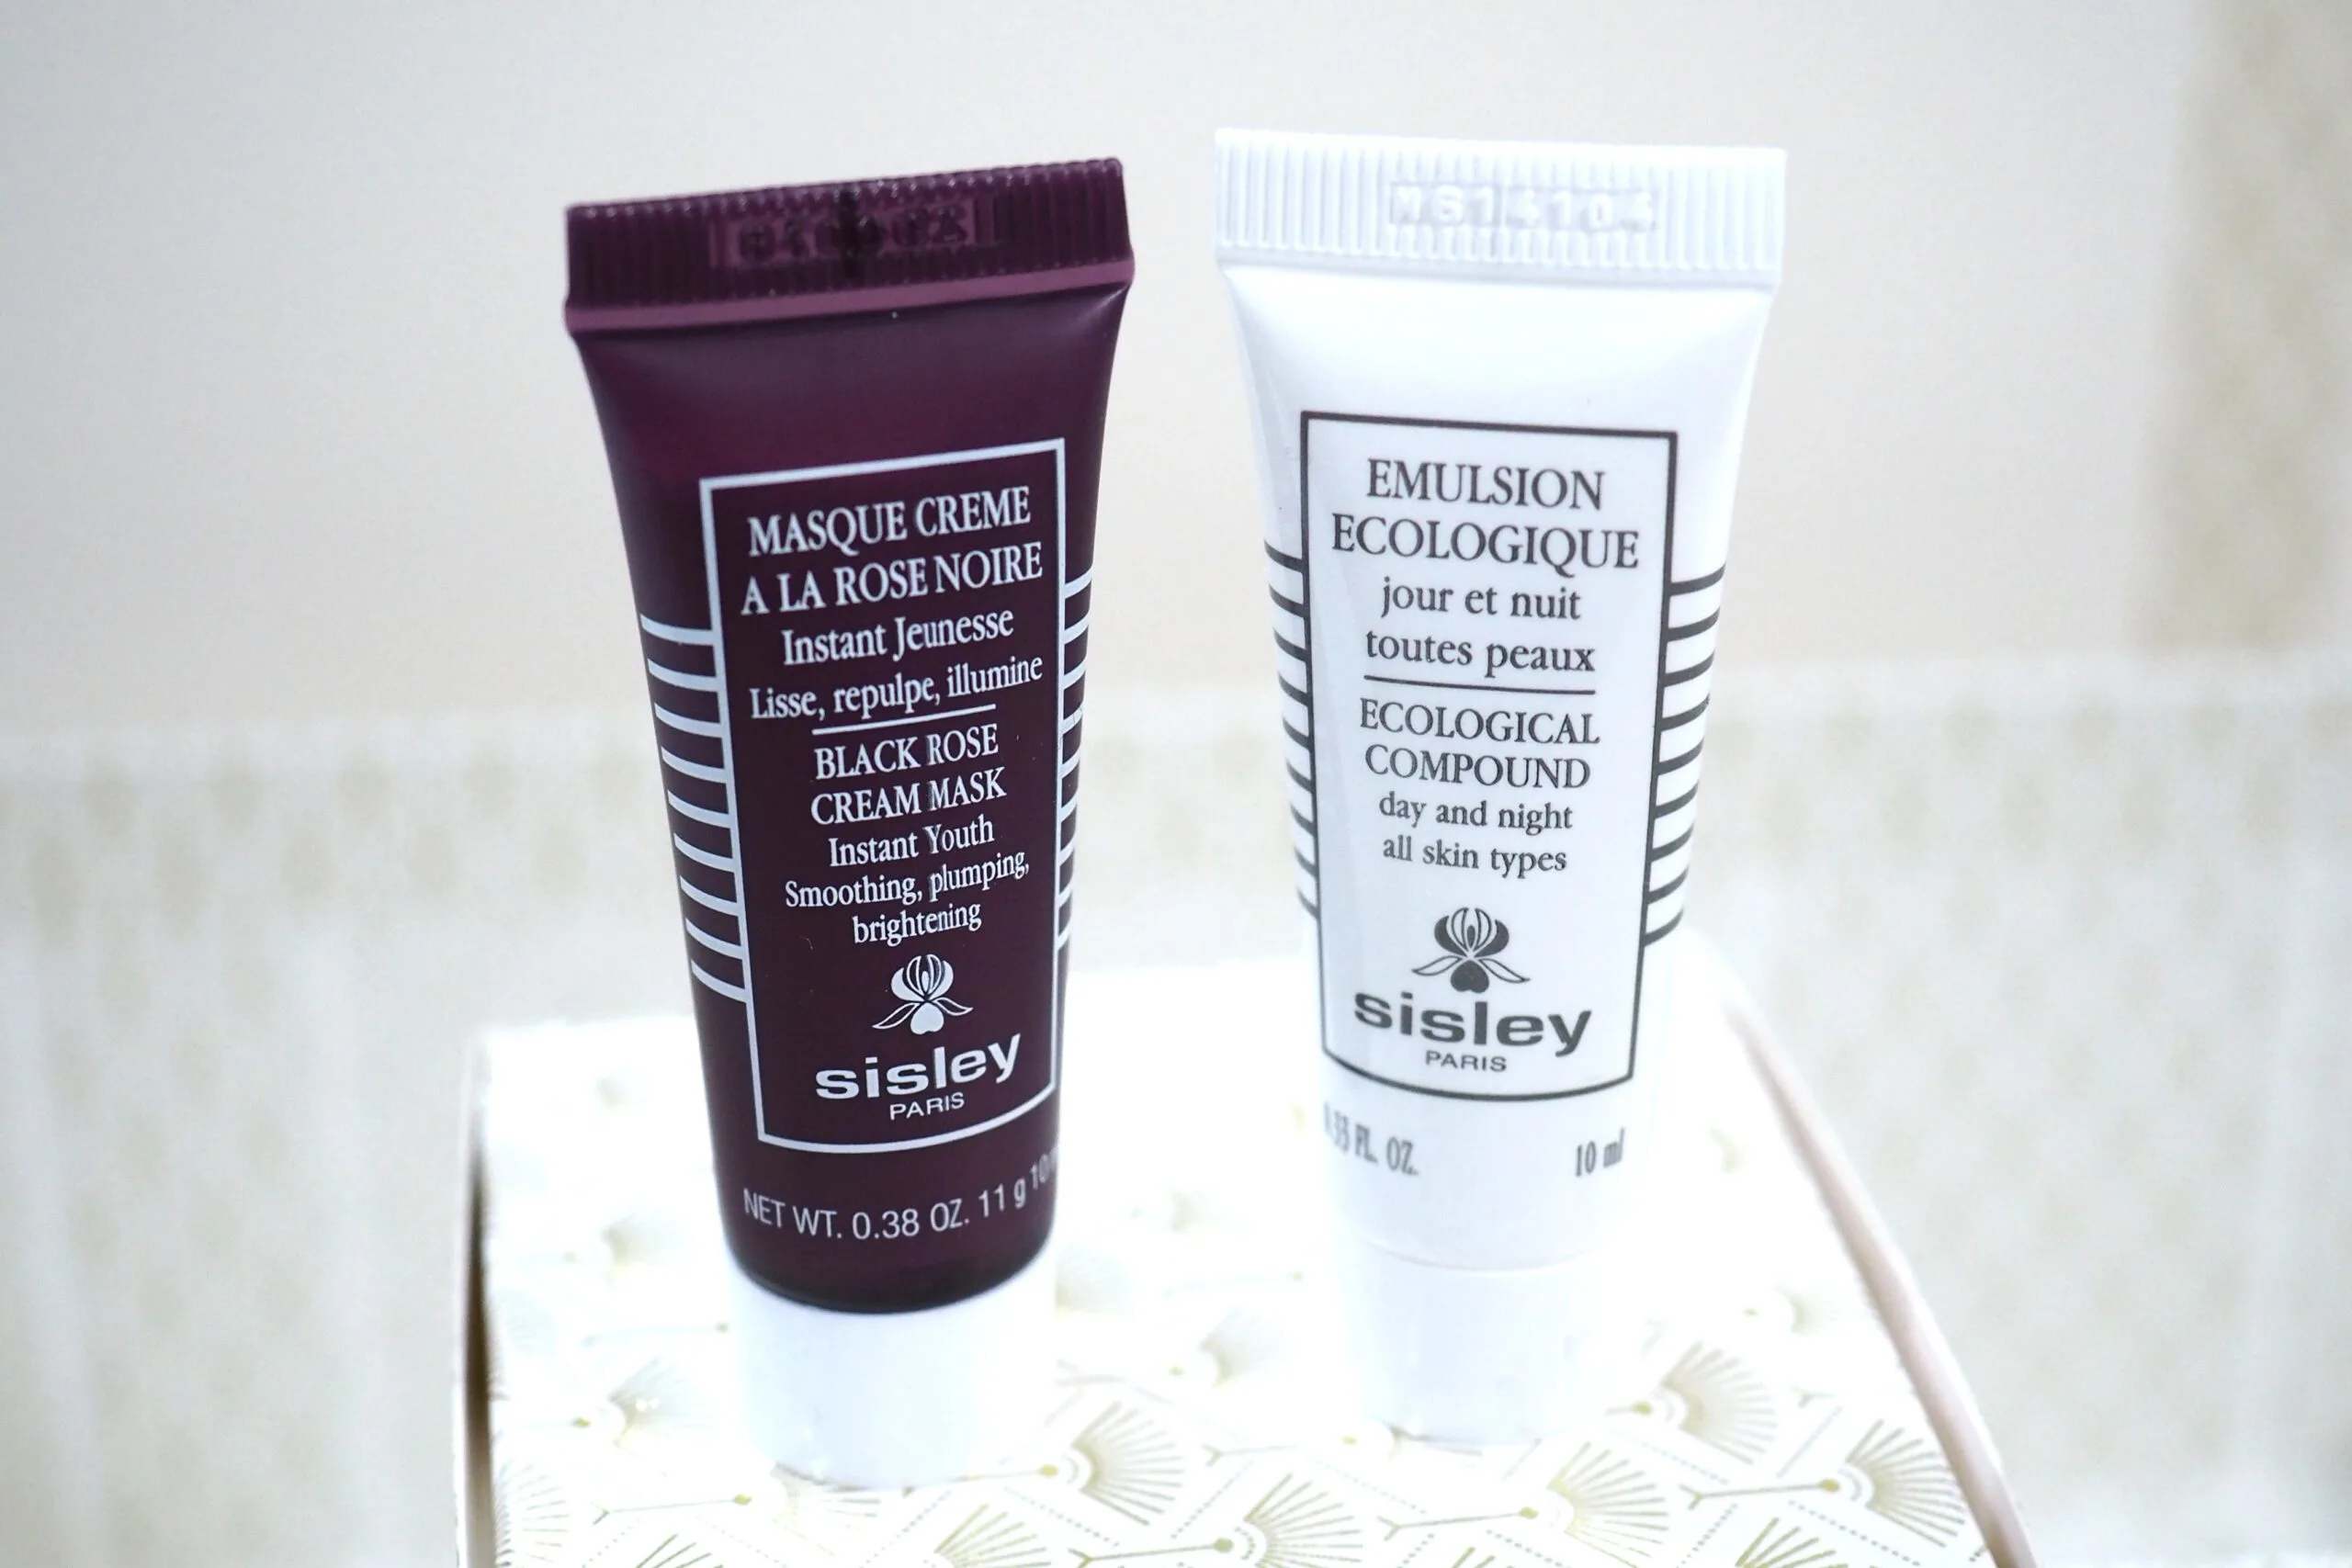 MASQUE CREME
A LA ROSE NOIRE
Instant Jeunesse
Lisse, repulpe, illumine
BLACK ROSE
CREAM MASK
Instant Youth
Smoothing, plumping,
brightening
sisley
PARIS
NET WT. 0.38 OZ. 11 g
MS14104
EMULSION
ECOLOGIQUE
jour et nuit
toutes peaux
ECOLOGICAL
COMPOUND
day and night
all skin types
sisley
PARIS
FL. OZ. 10 ml